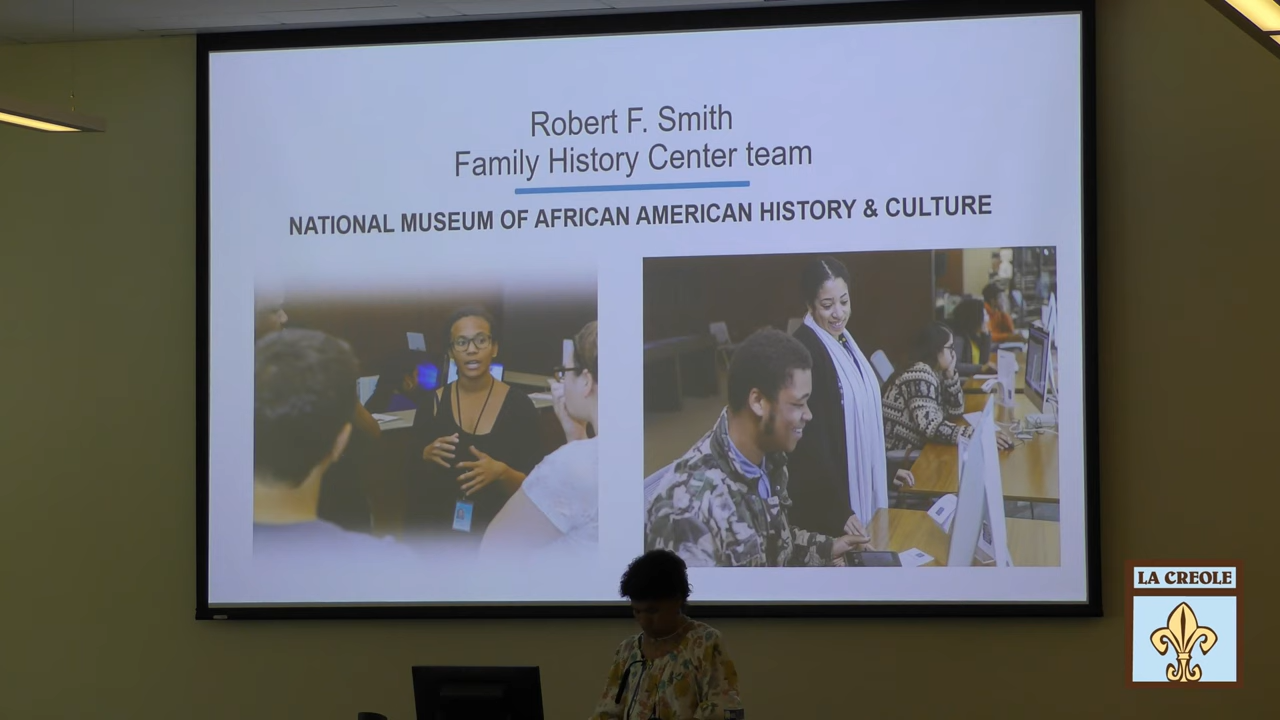 Robert F. Smith
Family History Center team
NATIONAL MUSEUM OF AFRICAN AMERICAN HISTORY & CULTURE
LA CREOLE